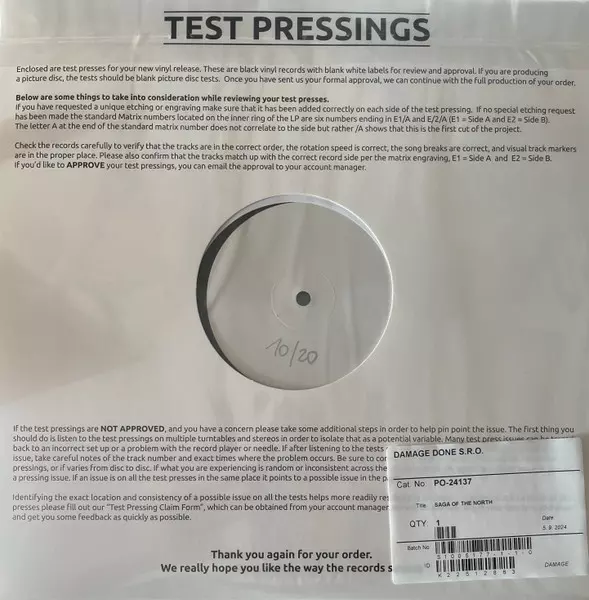 TEST PRESSINGS
Enclosed are test presses for your new vinyl release. These are black vinyl records with blank white labels for review and approval. If you are producing
a picture disc, the tests should be blank picture disc tests. Once you have sent us your formal approval, we can continue with the full production of your order.
Below are some things to take into consideration while reviewing your test presses.
If you have requested a unique etching or engraving make sure that it has been added correctly on each side of the test pressing. If no special etching request
has been made the standard Matrix numbers located on the inner ring of the LP are six numbers ending in E1/A and E/2/A (E1 = Side A and E2 = Side B).
The letter A at the end of the standard matrix number does not correlate to the side but rather /A shows that this is the first cut of the project.
Check the records carefully to verify that the tracks are in the correct order, the rotation speed is correct, the song breaks are correct, and visual track markers
are in the proper place. Please also confirm that the tracks match up with the correct record side per the matrix engraving, E1 = Side A and E2 = Side B.
If you'd like to APPROVE your test pressings, you can email the approval to your account manager.
10/20
If the test pressings are NOT APPROVED, and you have a concern please take some additional steps in order to help pin point the issue. The first thing you
should do is listen to the test pressings on multiple turntables and stereos in order to isolate that as a potential variable. Many test press issues can be
back to an incorrect set up or a problem with the record player or needle. If after listening to the tests
issue, take careful notes of the track number and exact times where the problem occurs. Be sure to
pressings, or if varies from disc to disc. If what you are experiencing is random or inconsistent across the
a pressing issue. If an issue is on all the test presses in the same place it points to a possible issue in the
Identifying the exact location and consistency of a possible issue on all the tests helps more readily
presses please fill out our "Test Pressing Claim Form", which can be obtained from your account manager.
and get you some feedback as quickly as possible.
Thank you again for your order.
We really hope you like the way the records
DAMAGE DONE S.R.O.
Cat. No. PO-24137
Title SAGA OF THE NORTH
QTY: 1
Date
5. 9. 2024
Batch No
ID
DAMAGE